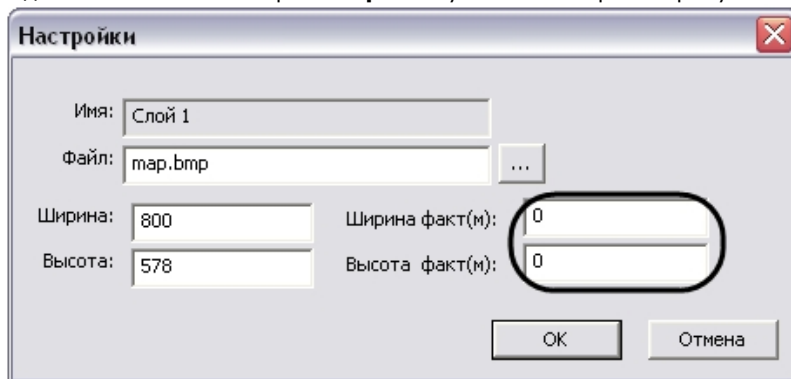 Настройки
Имя: Слой 1
Файл: map.bmp ...
Ширина: 800 Ширина факт(м): 0
Высота: 578 Высота факт(м): 0
OK Отмена